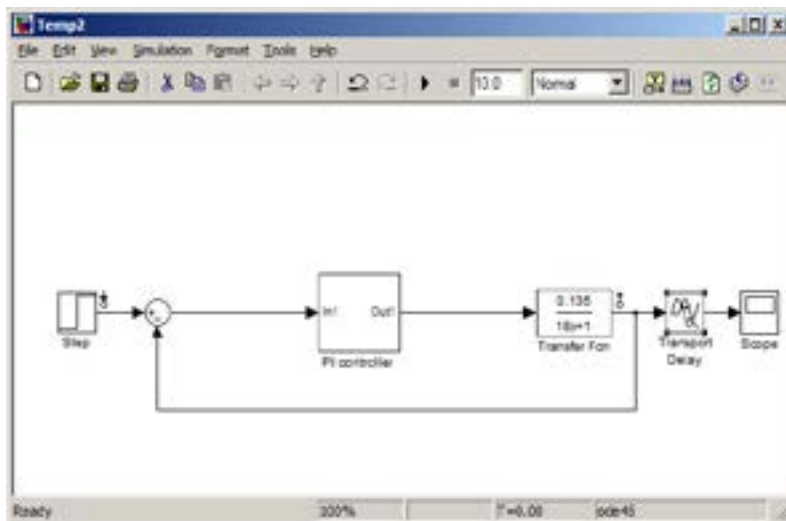 Temp2
File Edit View Simulation Format Tools Help
10.0 Normal
Step
In1 Out1
PI controller
0.135
18s+1
Transfer Fcn
Transport
Delay
Scope
Ready 100% T=0.00 ode45